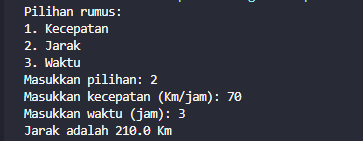 Pilihan rumus:
1. Kecepatan
2. Jarak
3. Waktu
Masukkan pilihan: 2
Masukkan kecepatan (Km/jam): 70
Masukkan waktu (jam): 3
Jarak adalah 210.0 Km